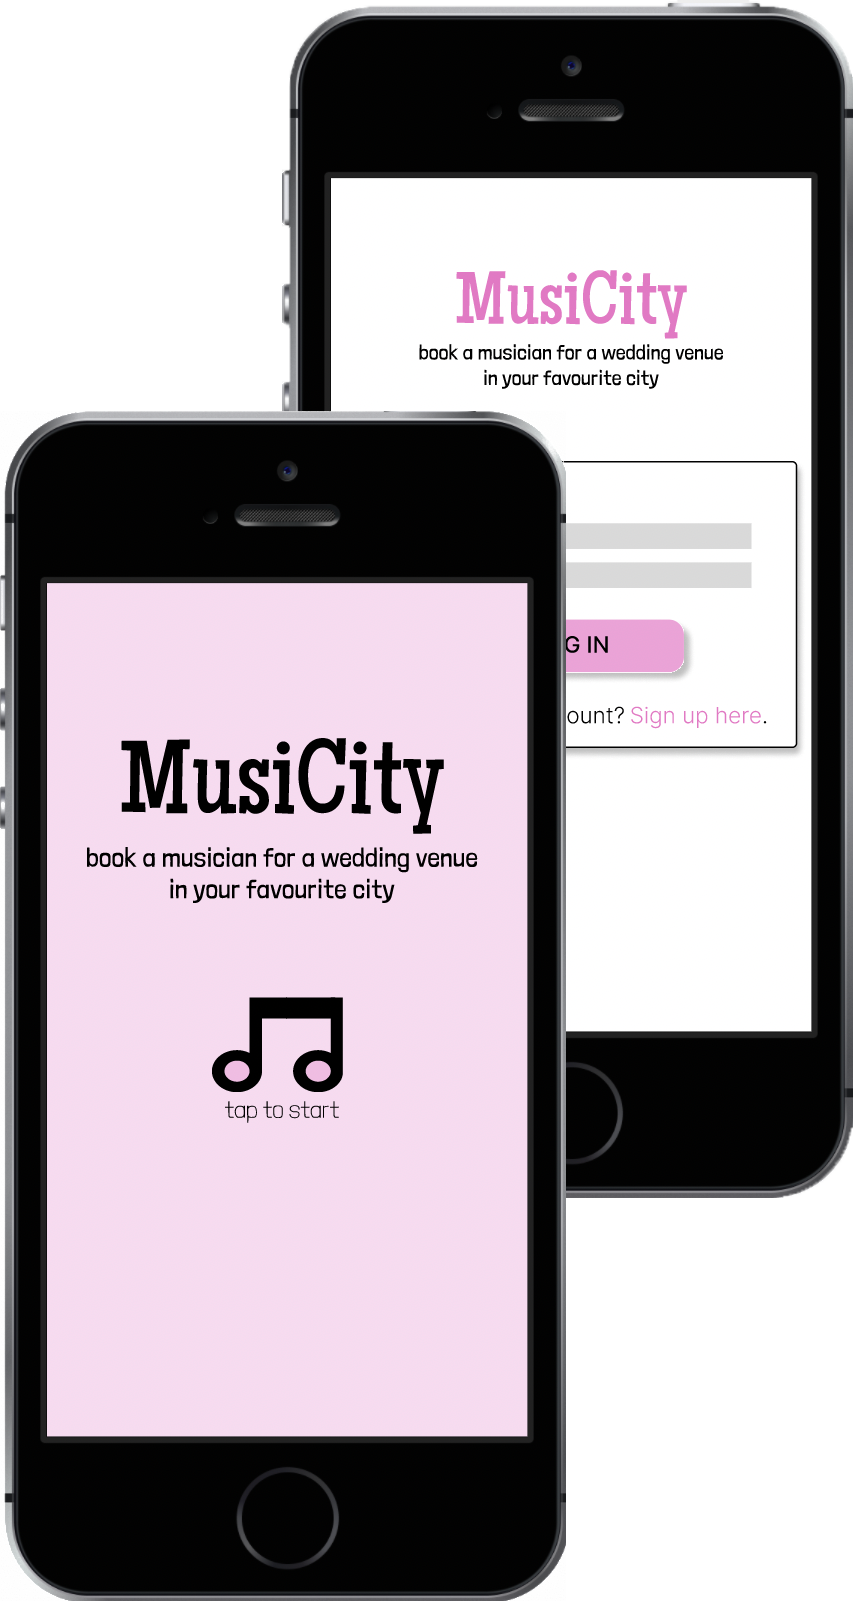 MusiCity
book a musician for a wedding venue
in your favourite city
G IN
ount? Sign up here.
MusiCity
book a musician for a wedding venue
in your favourite city
tap to start